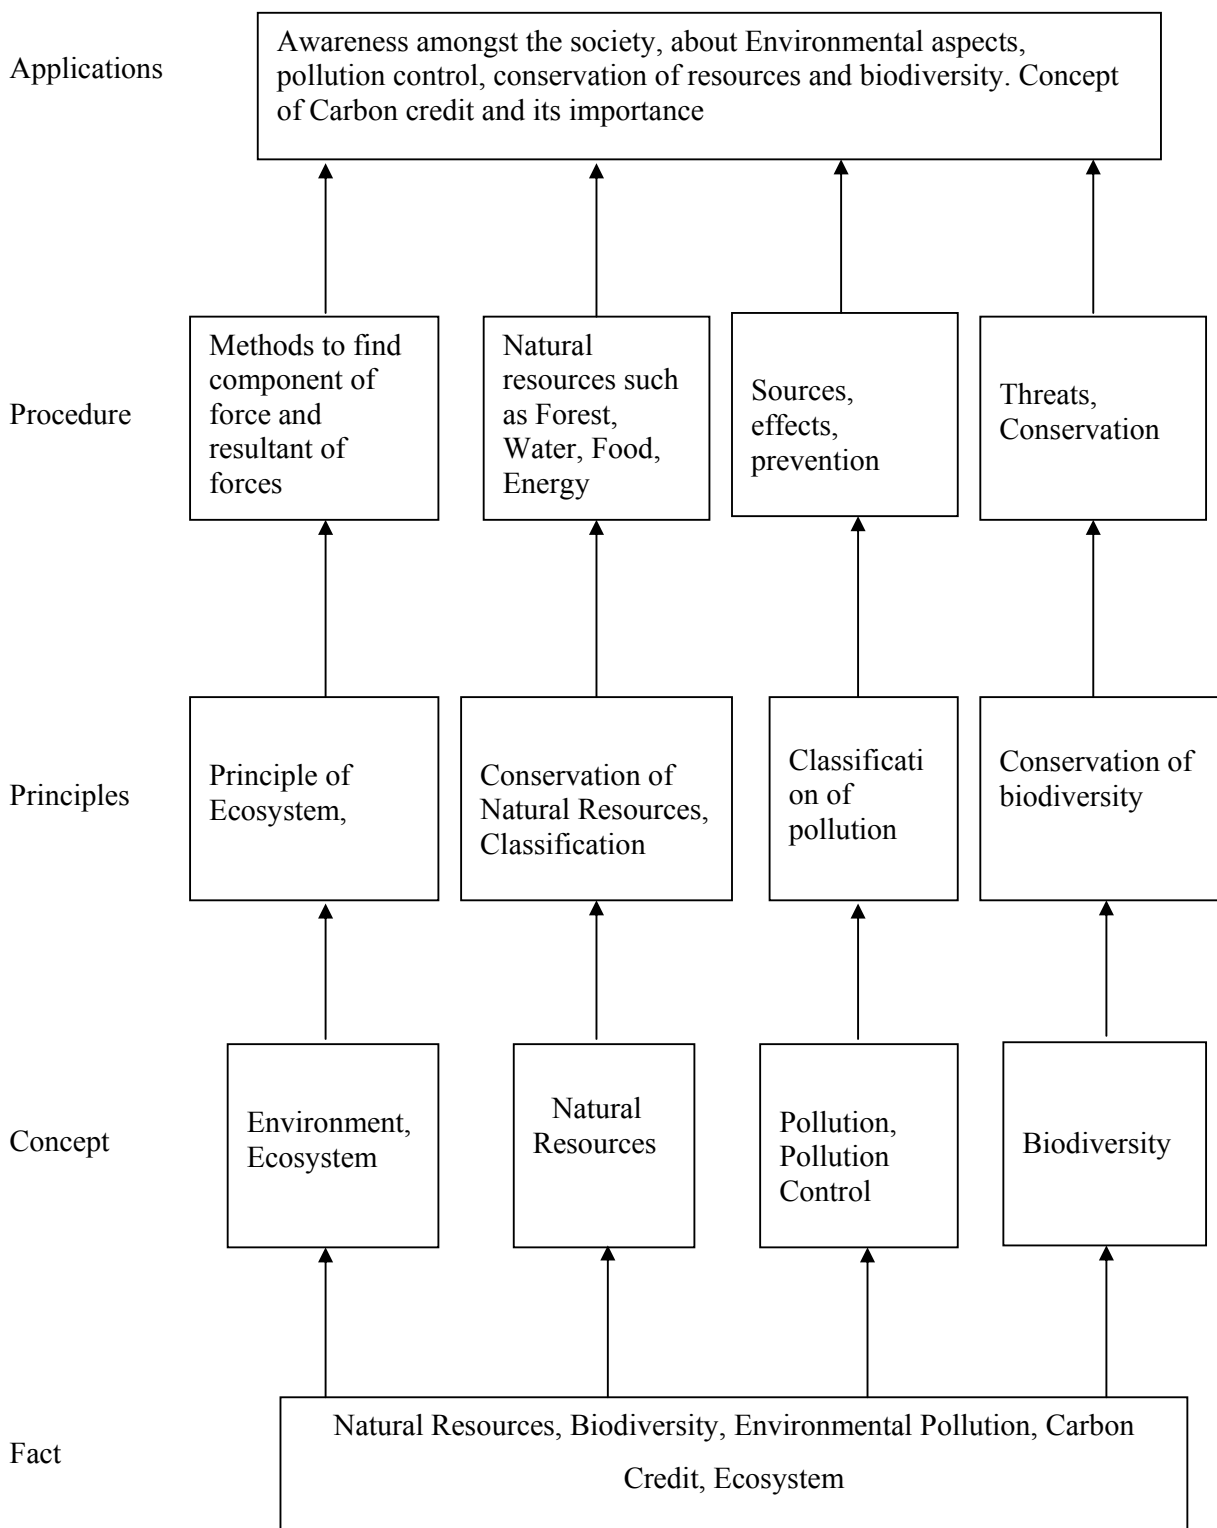 Applications
Awareness amongst the society, about Environmental aspects,
pollution control, conservation of resources and biodiversity. Concept
of Carbon credit and its importance
Procedure
Methods to find
component of
force and
resultant of
forces
Natural
resources such
as Forest,
Water, Food,
Energy
Sources,
effects,
prevention
Threats,
Conservation
Principles
Principle of
Ecosystem,
Conservation of
Natural Resources,
Classification
Classificati
on of
pollution
Conservation of
biodiversity
Concept
Environment,
Ecosystem
Natural
Resources
Pollution,
Pollution
Control
Biodiversity
Fact
Natural Resources, Biodiversity, Environmental Pollution, Carbon
Credit, Ecosystem